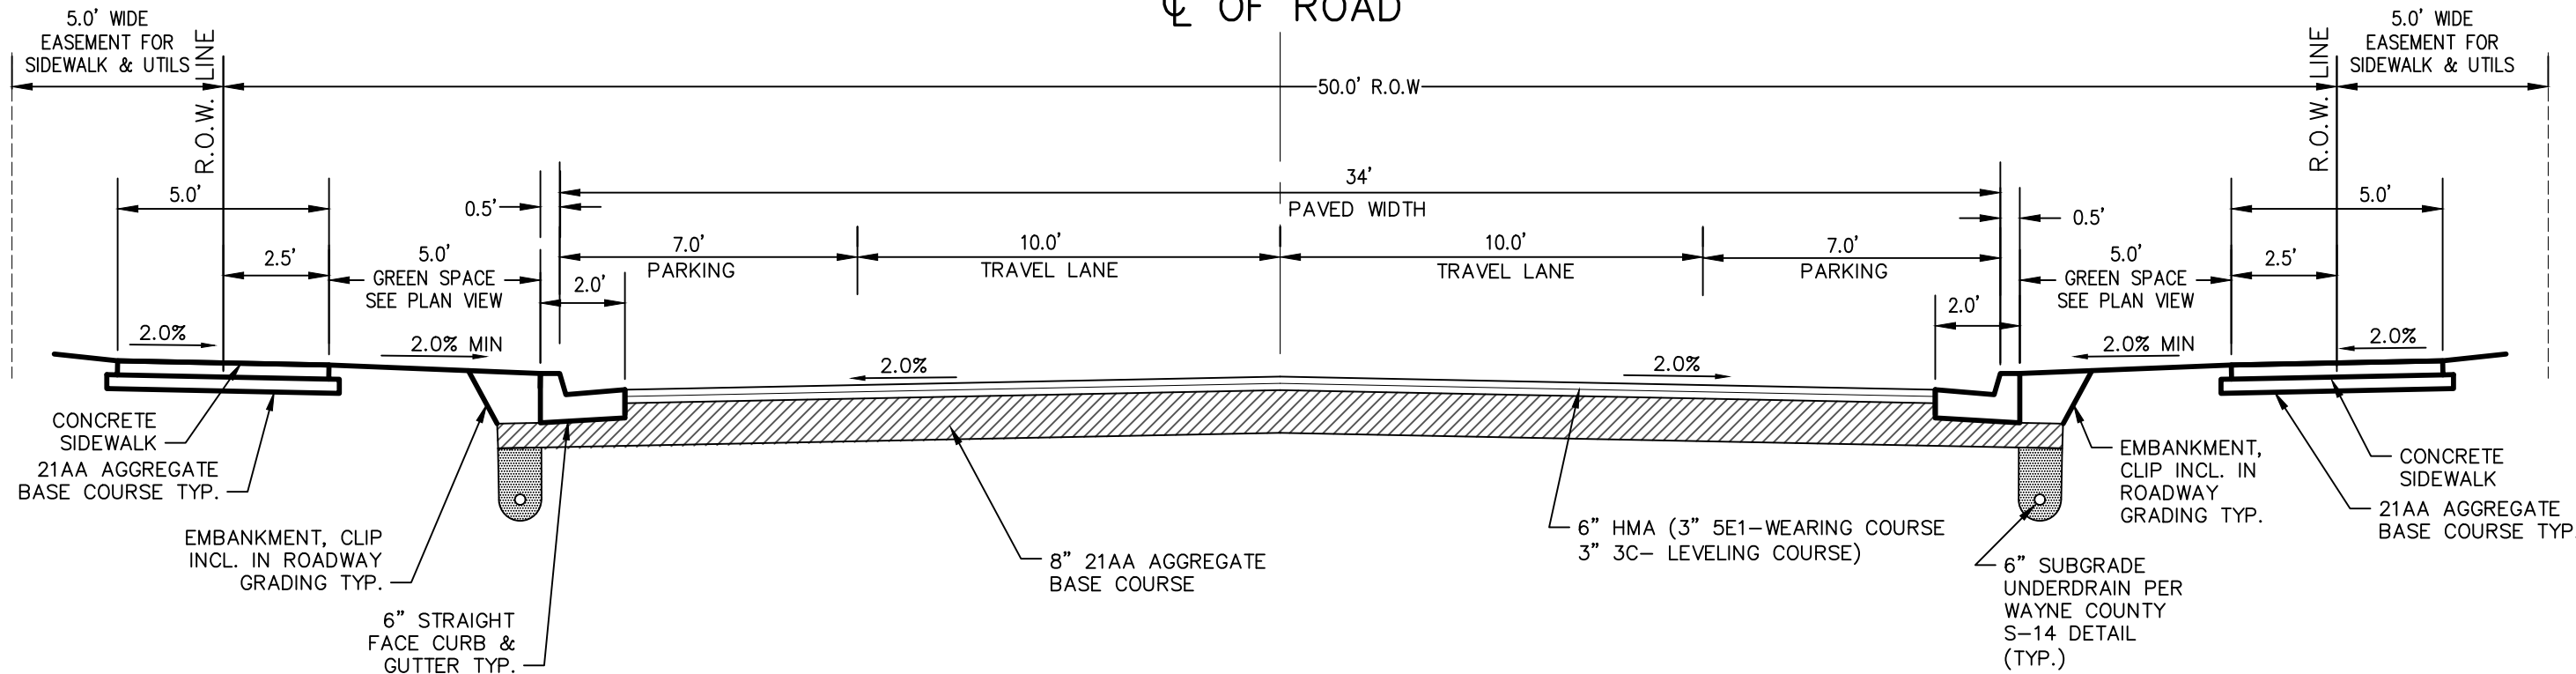 ℄ OF ROAD
5.0' WIDE
EASEMENT FOR
SIDEWALK & UTILS
R.O.W. LINE
50.0' R.O.W
R.O.W. LINE
5.0' WIDE
EASEMENT FOR
SIDEWALK & UTILS
5.0'
0.5'
34'
PAVED WIDTH
0.5'
5.0'
2.5'
5.0'
GREEN SPACE
SEE PLAN VIEW
2.0'
7.0'
PARKING
10.0'
TRAVEL LANE
10.0'
TRAVEL LANE
7.0'
PARKING
2.0'
5.0'
GREEN SPACE
SEE PLAN VIEW
2.5'
2.0%
2.0% MIN
2.0%
2.0%
2.0% MIN
2.0%
CONCRETE
SIDEWALK
21AA AGGREGATE
BASE COURSE TYP.
EMBANKMENT, CLIP
INCL. IN ROADWAY
GRADING TYP.
6" STRAIGHT
FACE CURB &
GUTTER TYP.
8" 21AA AGGREGATE
BASE COURSE
6" HMA (3" 5E1-WEARING COURSE
3" 3C- LEVELING COURSE)
6" SUBGRADE
UNDERDRAIN PER
WAYNE COUNTY
S-14 DETAIL
(TYP.)
EMBANKMENT,
CLIP INCL. IN
ROADWAY
GRADING TYP.
CONCRETE
SIDEWALK
21AA AGGREGATE
BASE COURSE TYP